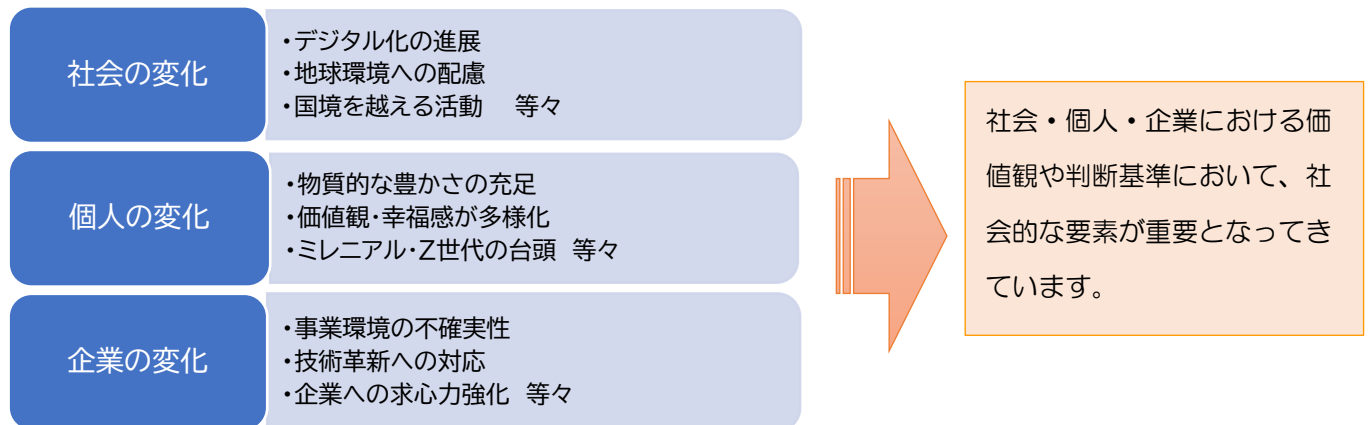 社会の変化
・デジタル化の進展
・地球環境への配慮
・国境を越える活動　等々
個人の変化
・物質的な豊かさの充足
・価値観・幸福感が多様化
・ミレニアル・Z世代の台頭　等々
企業の変化
・事業環境の不確実性
・技術革新への対応
・企業への求心力強化　等々
社会・個人・企業における価
値観や判断基準において、社
会的な要素が重要となってき
ています。